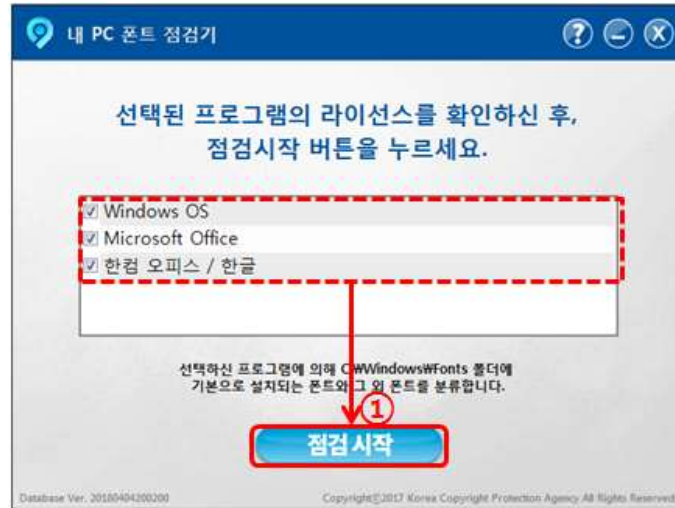 내 PC 폰트 점검기
선택된 프로그램의 라이선스를 확인하신 후,
점검시작 버튼을 누르세요.
Windows OS
Microsoft Office
한컴 오피스 / 한글
선택하신 프로그램에 의해 C₩Windows₩Fonts 폴더에
기본으로 설치되는 폰트와 그 외 폰트를 분류합니다.
①
점검 시작
Database Ver. 20180404200200
Copyrightⓒ2017 Korea Copyright Protection Agency All Rights Reserved